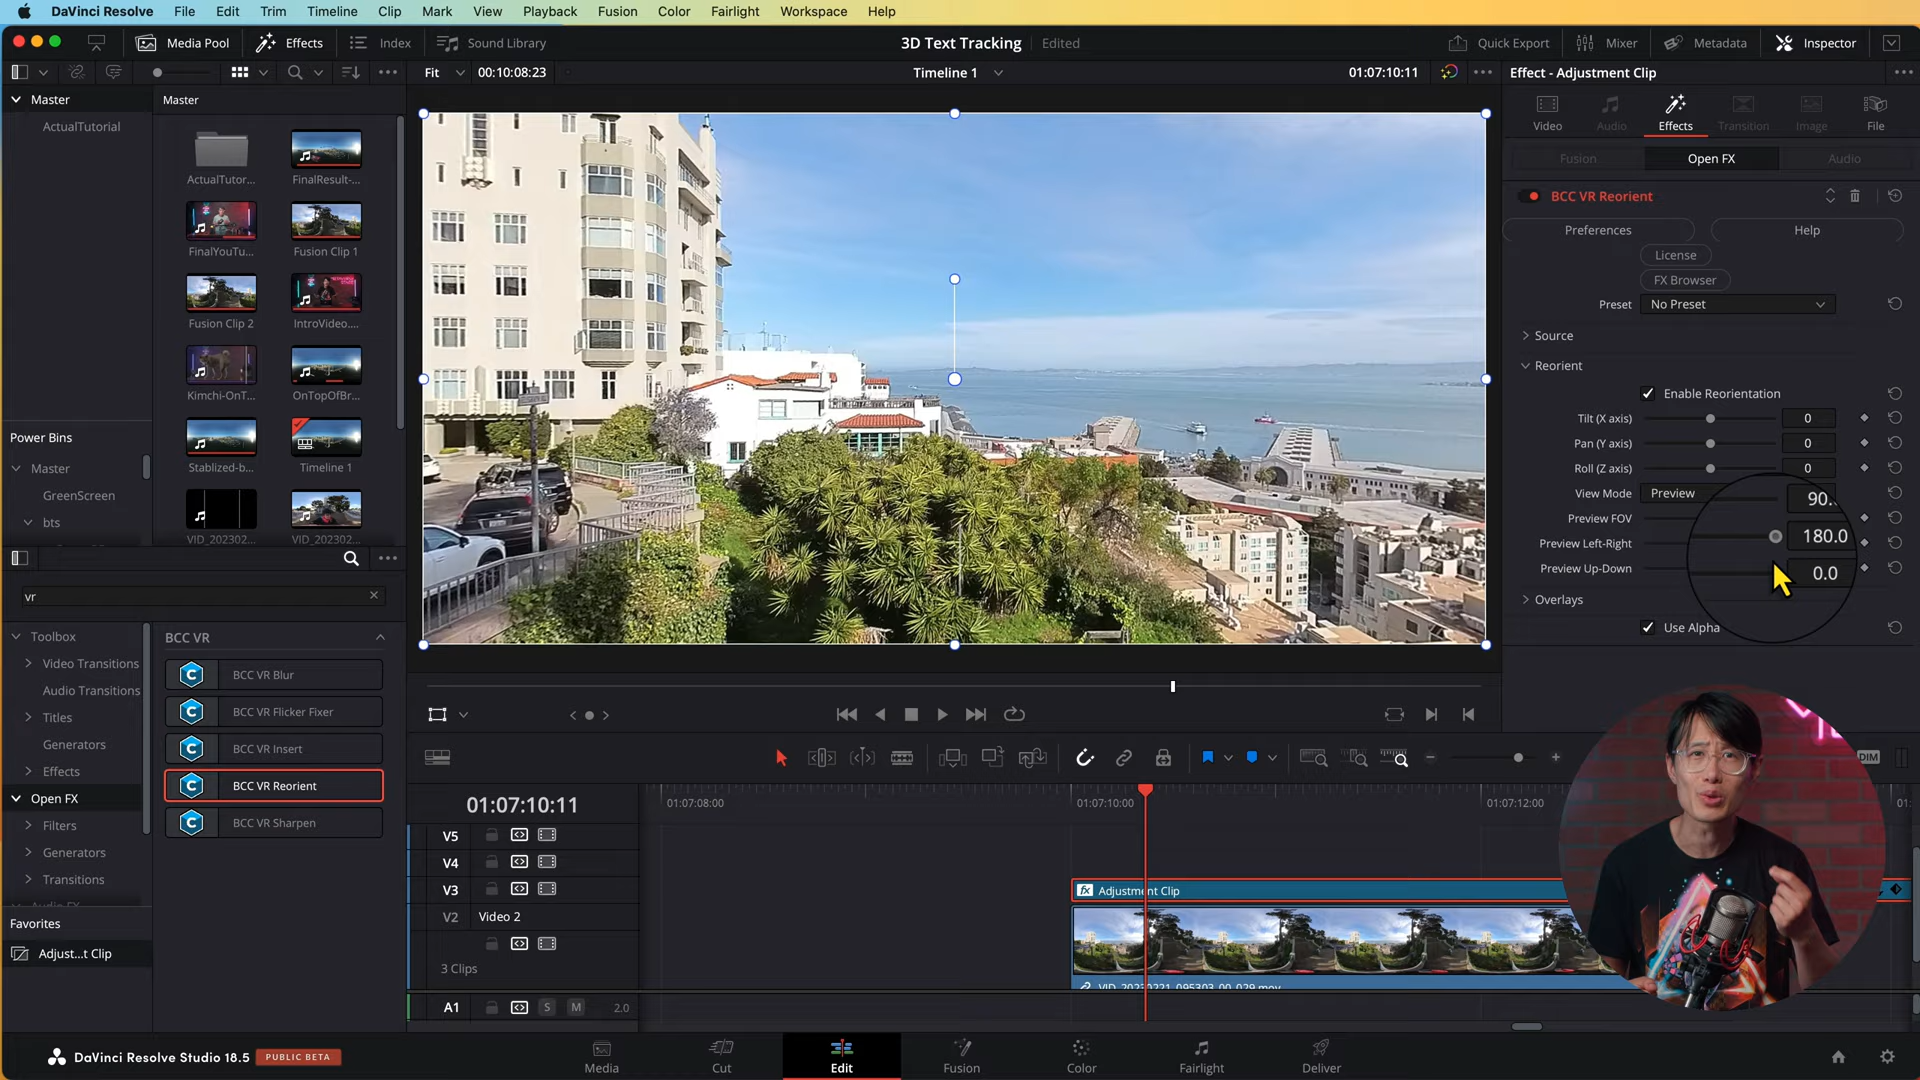 DaVinci Resolve File Edit Trim Timeline Clip Mark View Playback Fusion Color Fairlight Workspace Help
Media Pool Effects Index Sound Library 3D Text Tracking Edited Quick Export Mixer Metadata Inspector
Fit 00:10:08:23 Timeline 1 01:07:10:11 Effect - Adjustment Clip
Master Master
ActualTutorial
ActualTutor... FinalResult-...
FinalYouTu... Fusion Clip 1
Fusion Clip 2 IntroVideo....
Kimchi-OnT... OnTopOfBr...
Stablized-b... Timeline 1
VID_202302... VID_202302...
Power Bins
Master
GreenScreen
bts
vr
Toolbox
Video Transitions
Audio Transitions
Titles
Generators
Effects
Open FX
Filters
Generators
Transitions
Favorites
Adjust...t Clip
BCC VR
BCC VR Blur
BCC VR Flicker Fixer
BCC VR Insert
BCC VR Reorient
BCC VR Sharpen
Video Audio Effects Transition Image File
Fusion Open FX Audio
BCC VR Reorient
Preferences Help
License
FX Browser
Preset No Preset
Source
Reorient
Enable Reorientation
Tilt (X axis) 0
Pan (Y axis) 0
Roll (Z axis) 0
View Mode Preview
Preview FOV 90.
Preview Left-Right 180.0
Preview Up-Down 0.0
Overlays
Use Alpha
DIM
01:07:10:11 01:07:08:00 01:07:10:00 01:07:12:00 01:
V5
V4
V3 Adjustment Clip
V2 Video 2
3 Clips
VID_20230221_095303_00_029.mov
A1 S M 2.0
DaVinci Resolve Studio 18.5 PUBLIC BETA
Media Cut Edit Fusion Color Fairlight Deliver